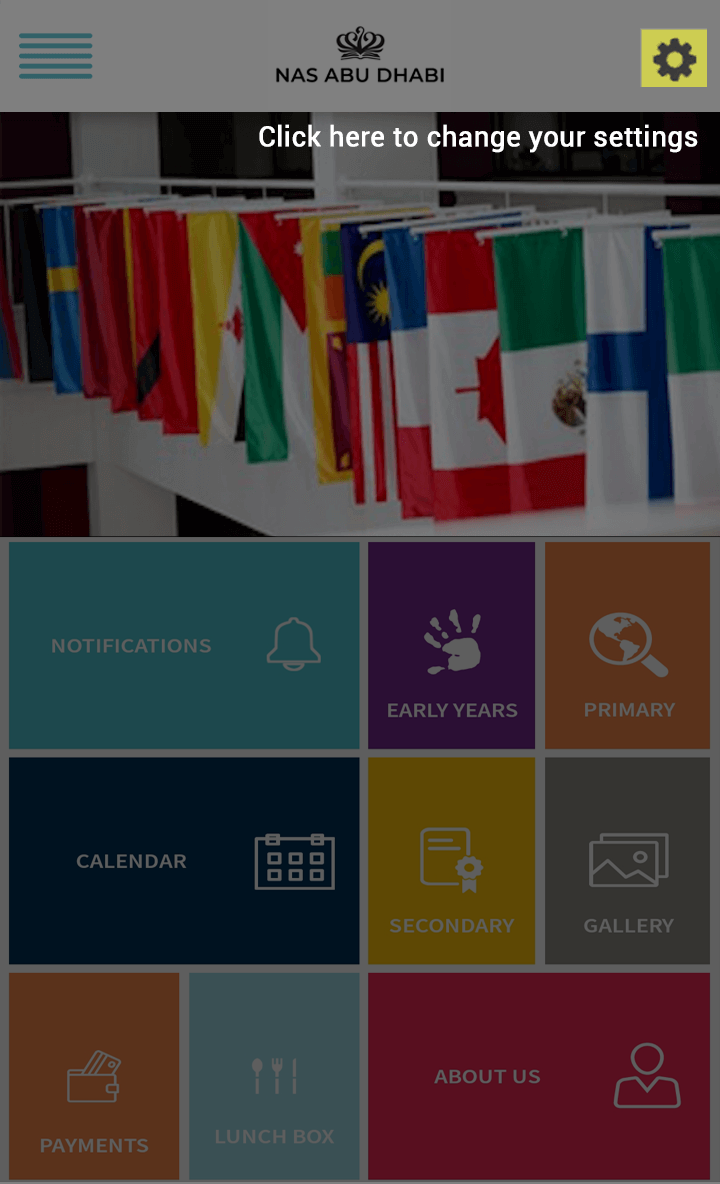 NAS ABU DHABI
Click here to change your settings
NOTIFICATIONS
EARLY YEARS
PRIMARY
CALENDAR
SECONDARY
GALLERY
PAYMENTS
LUNCH BOX
ABOUT US